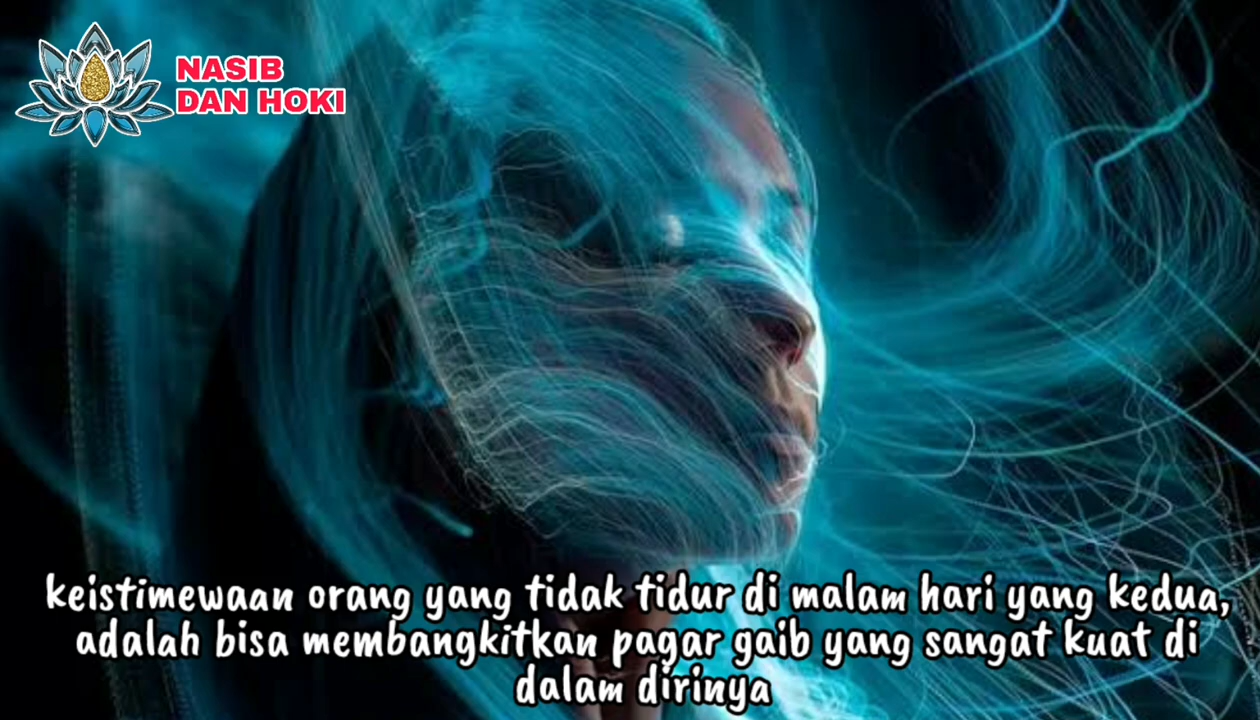 NASIB
DAN HOKI
keistimewaan orang yang tidak tidur di malam hari yang kedua,
adalah bisa membangkitkan pagar gaib yang sangat kuat di
dalam dirinya